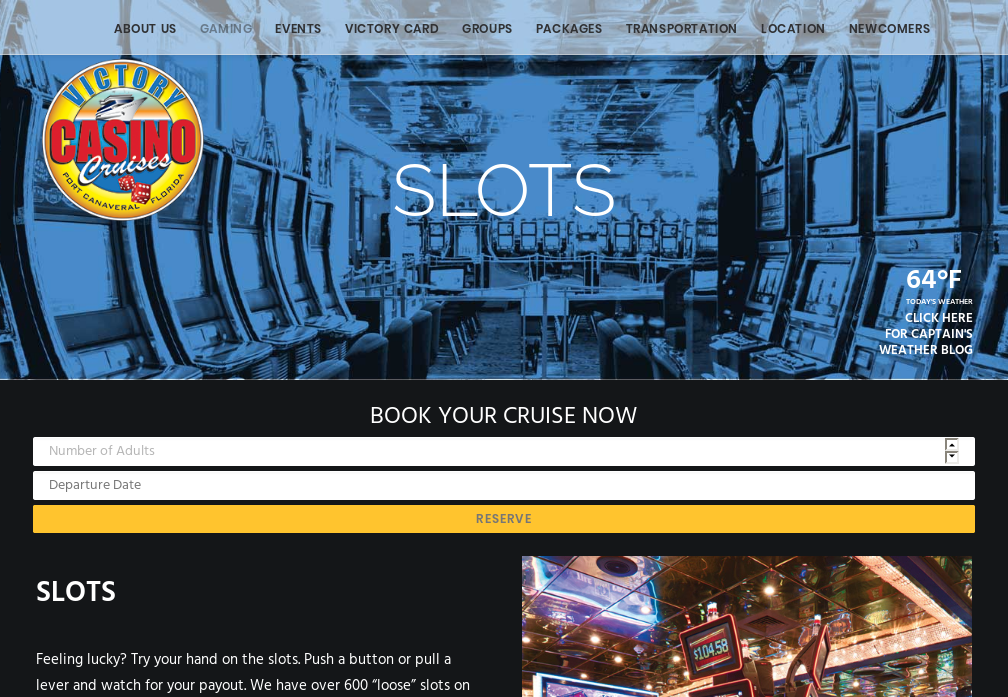 ABOUT US GAMING EVENTS VICTORY CARD GROUPS PACKAGES TRANSPORTATION LOCATION NEWCOMERS
VICTORY
CASINO
Cruises
PORT CANAVERAL FLORIDA
SLOTS
64°F
TODAY'S WEATHER
CLICK HERE
FOR CAPTAIN'S
WEATHER BLOG
BOOK YOUR CRUISE NOW
Number of Adults
Departure Date
RESERVE
SLOTS
Feeling lucky? Try your hand on the slots. Push a button or pull a
lever and watch for your payout. We have over 600 “loose” slots on
$104.58